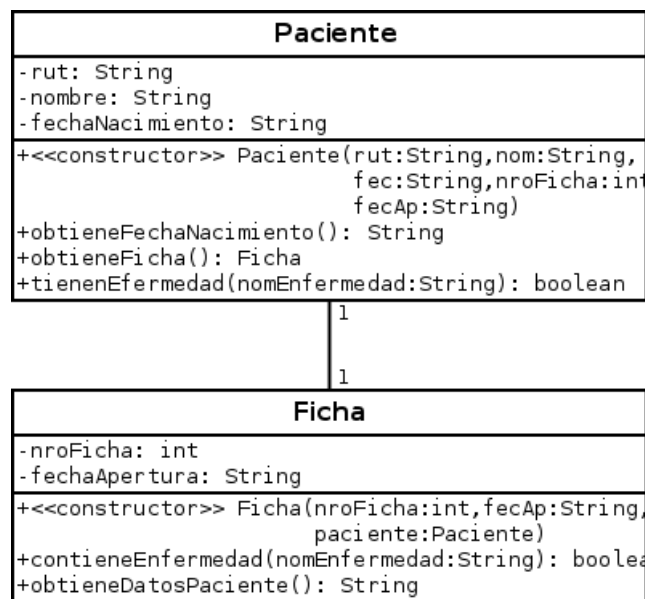 Paciente
-rut: String
-nombre: String
-fechaNacimiento: String
+<<constructor>> Paciente(rut:String,nom:String,
fec:String,nroFicha:int
fecAp:String)
+obtieneFechaNacimiento(): String
+obtieneFicha(): Ficha
+tienenEfermedad(nomEnfermedad:String): boolean
1
1
Ficha
-nroFicha: int
-fechaApertura: String
+<<constructor>> Ficha(nroFicha:int,fecAp:String,
paciente:Paciente)
+contieneEnfermedad(nomEnfermedad:String): boolea
+obtieneDatosPaciente(): String